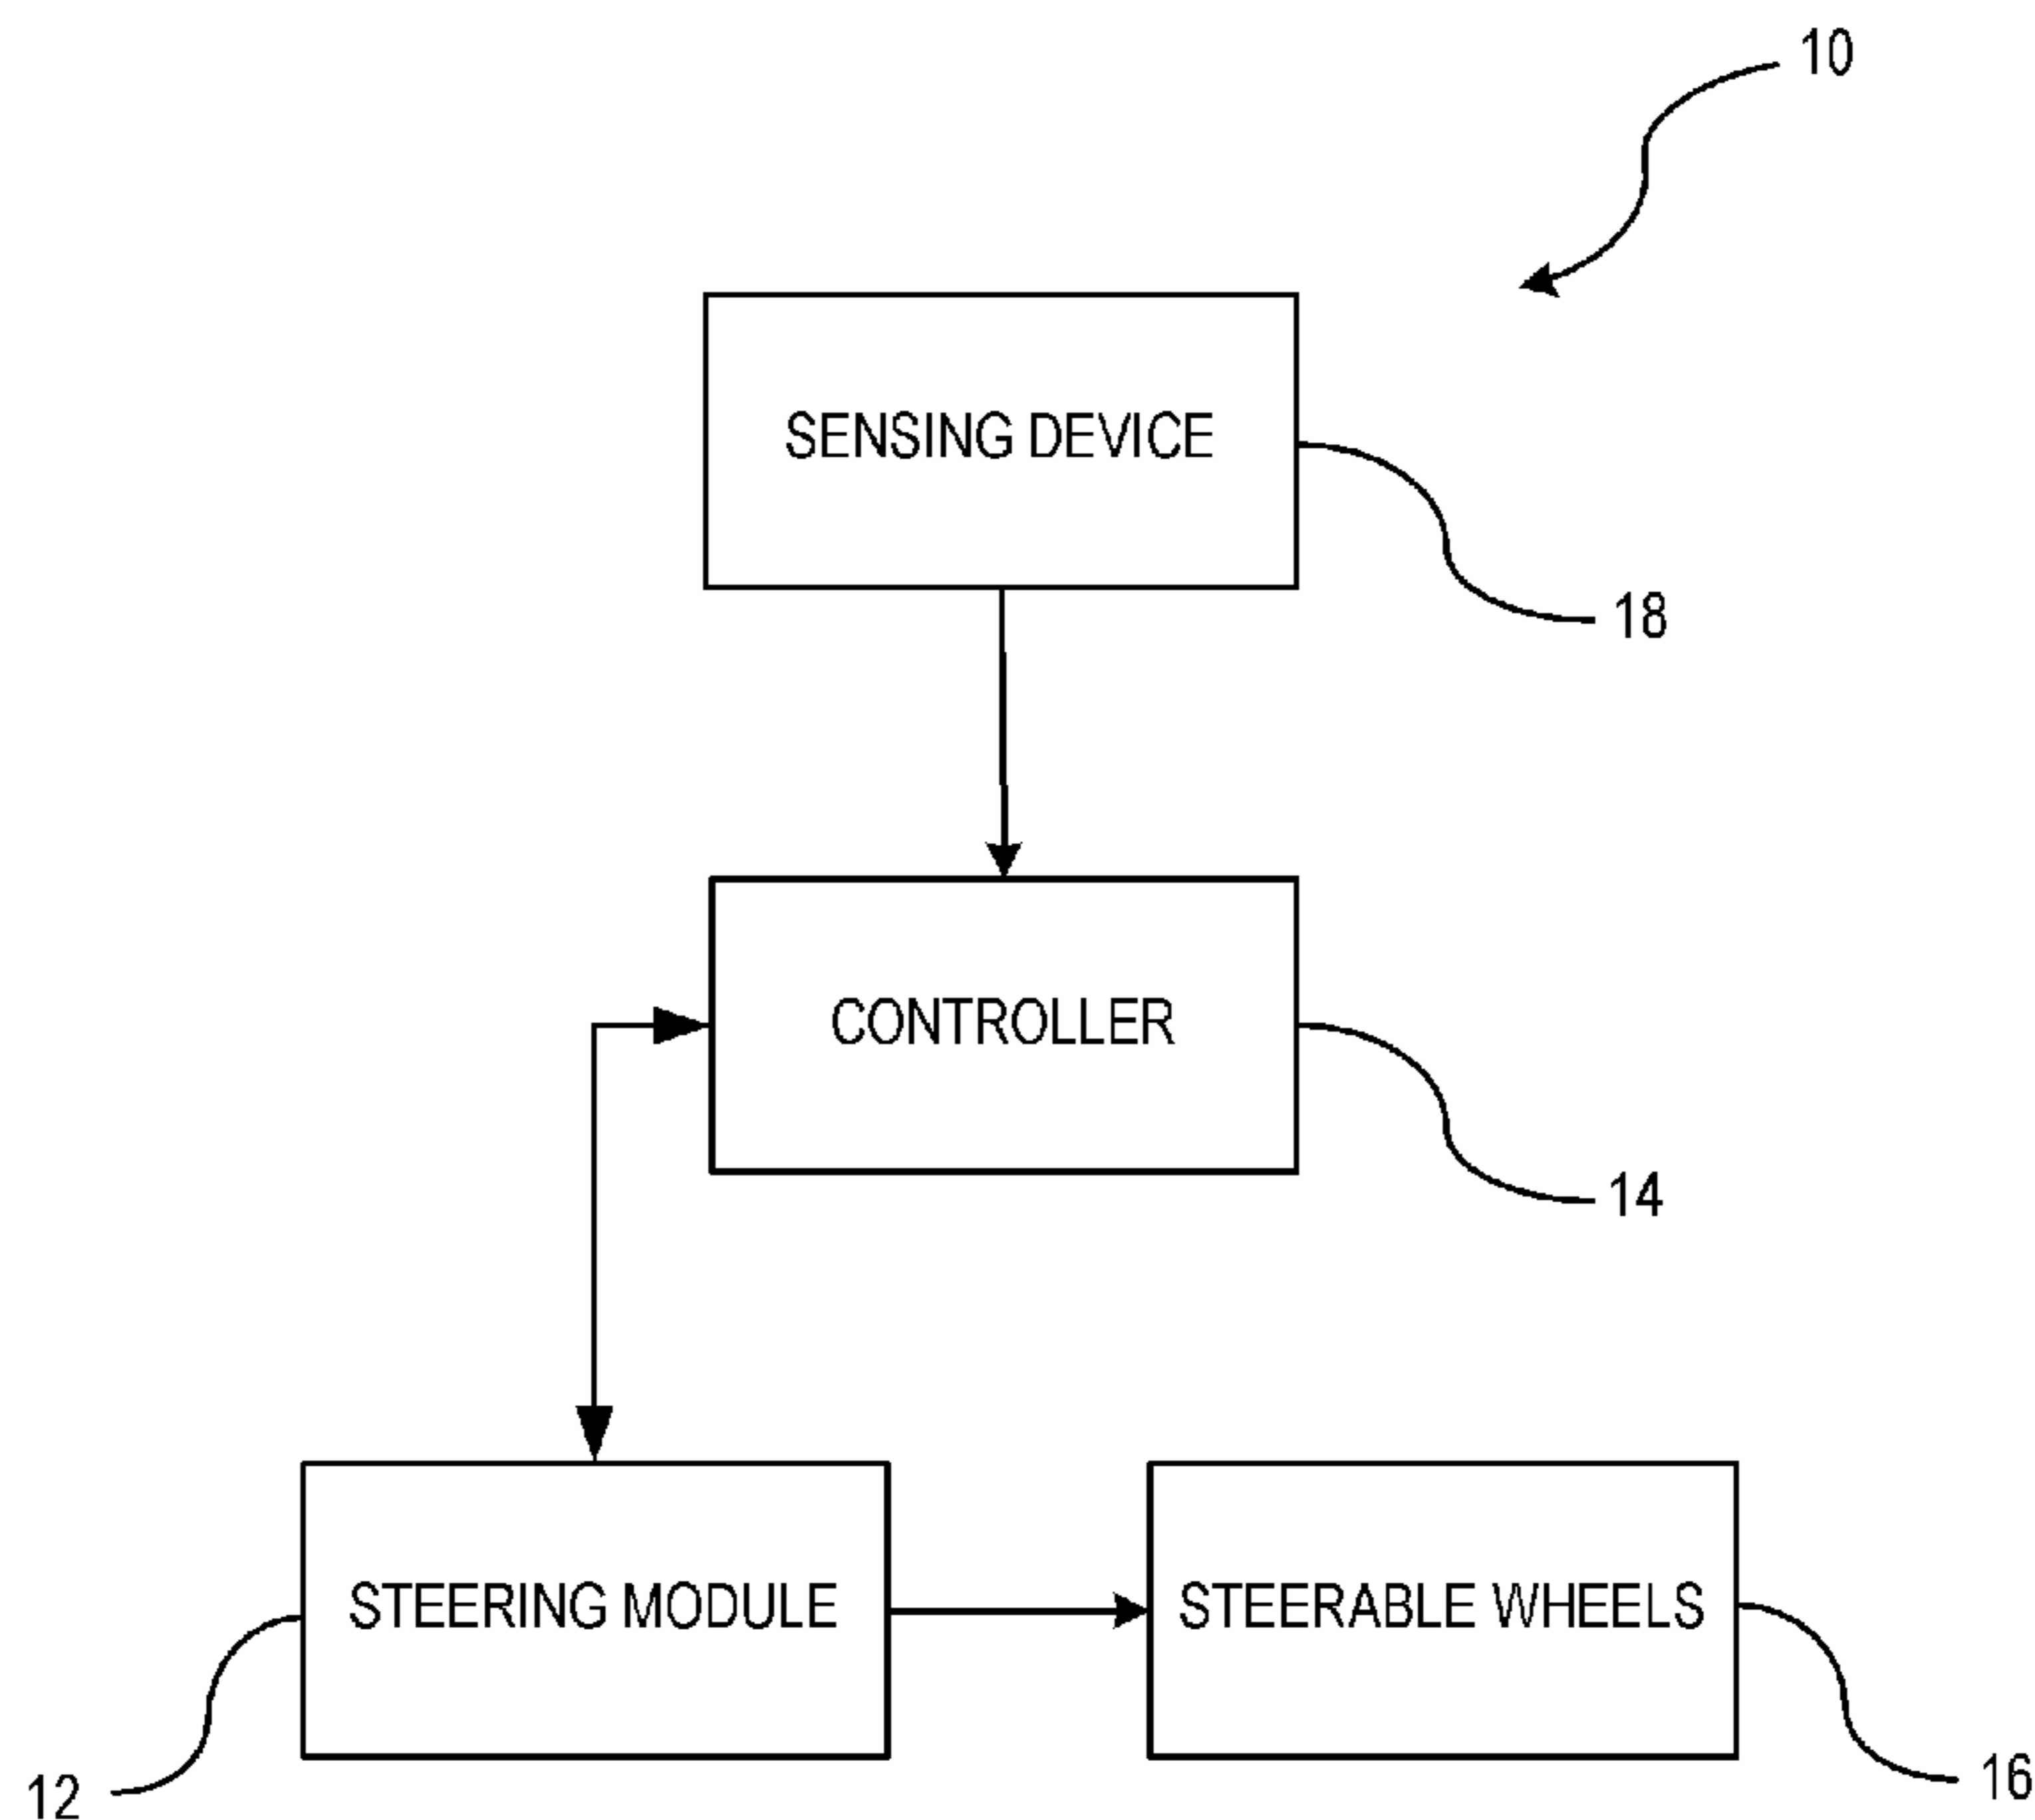 10
SENSING DEVICE
18
CONTROLLER
14
STEERING MODULE
STEERABLE WHEELS
12
16